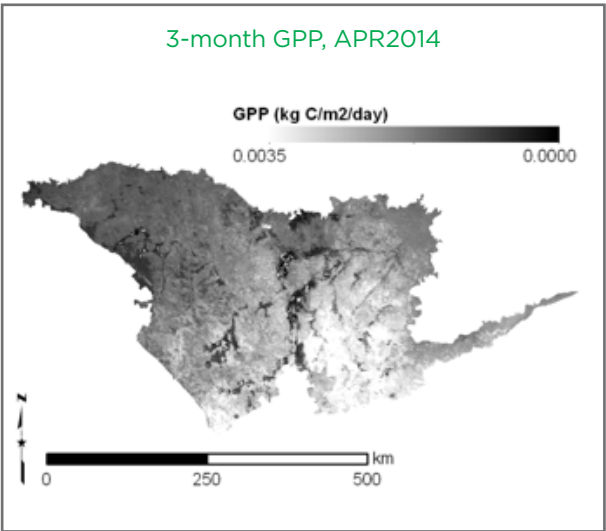 3-month GPP, APR2014
GPP (kg C/m2/day)
0.0035 0.0000
N
km
0 250 500